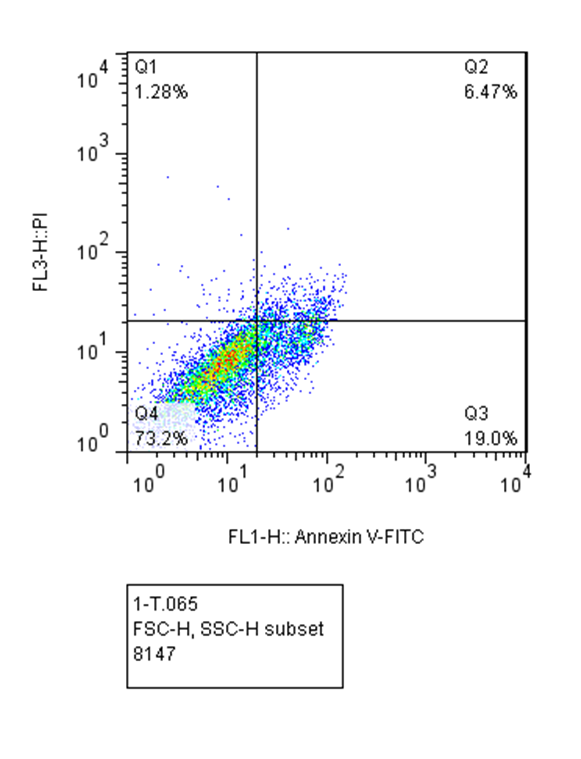 Q1
1.28%
Q2
6.47%
10^4
10^3
10^2
10^1
10^0
FL3-H::PI
Q4
73.2%
Q3
19.0%
10^0 10^1 10^2 10^3 10^4
FL1-H:: Annexin V-FITC
1-T.065
FSC-H, SSC-H subset
8147